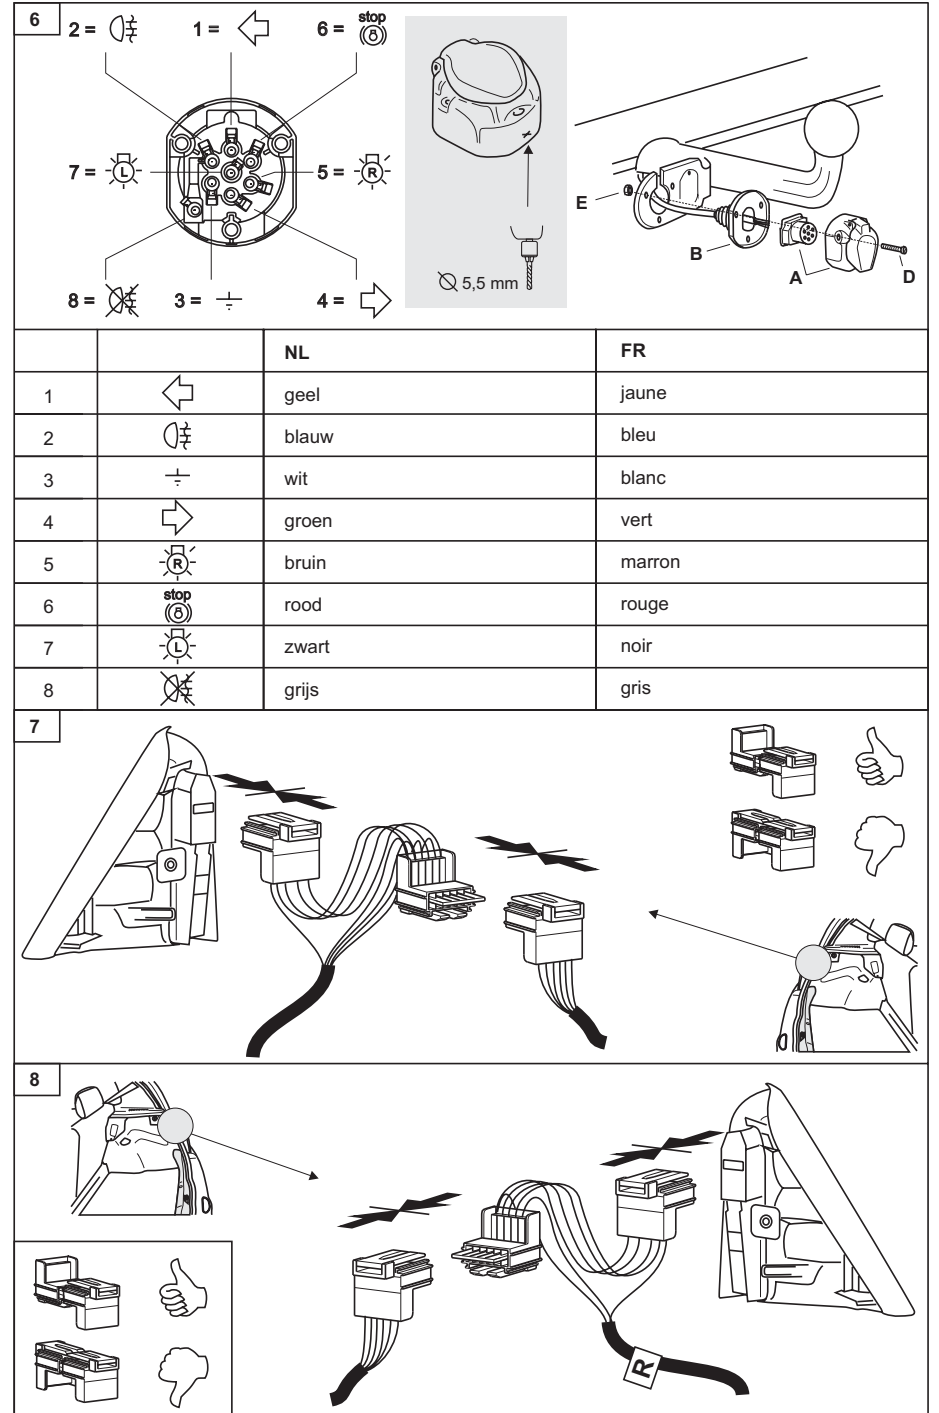 6
2 = 1 = 6 = stop
7 = L 5 = R
8 = 3 = 4 =
5,5 mm
E
B
A
D
NL FR
1 geel jaune
2 blauw bleu
3 wit blanc
4 groen vert
5 R bruin marron
6 stop rood rouge
7 L zwart noir
8 grijs gris
7
8
R